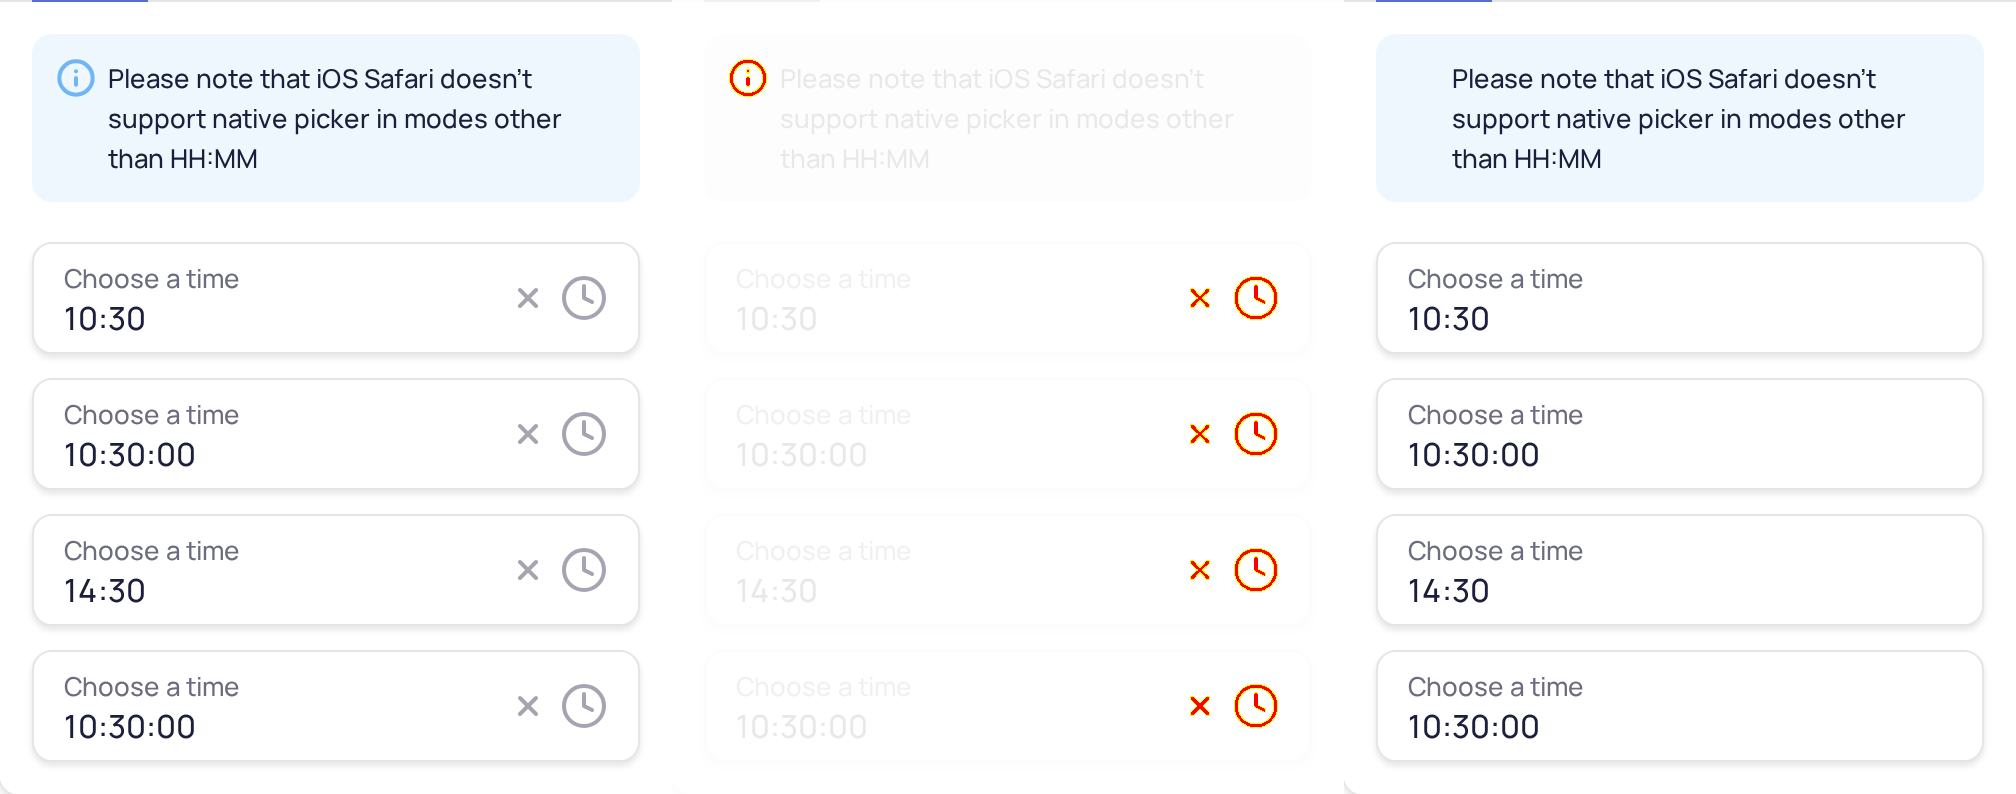 Please note that iOS Safari doesn't
support native picker in modes other
than HH:MM
Choose a time
10:30
Choose a time
10:30:00
Choose a time
14:30
Choose a time
10:30:00
Please note that iOS Safari doesn't
support native picker in modes other
than HH:MM
Choose a time
10:30
Choose a time
10:30:00
Choose a time
14:30
Choose a time
10:30:00
Please note that iOS Safari doesn't
support native picker in modes other
than HH:MM
Choose a time
10:30
Choose a time
10:30:00
Choose a time
14:30
Choose a time
10:30:00